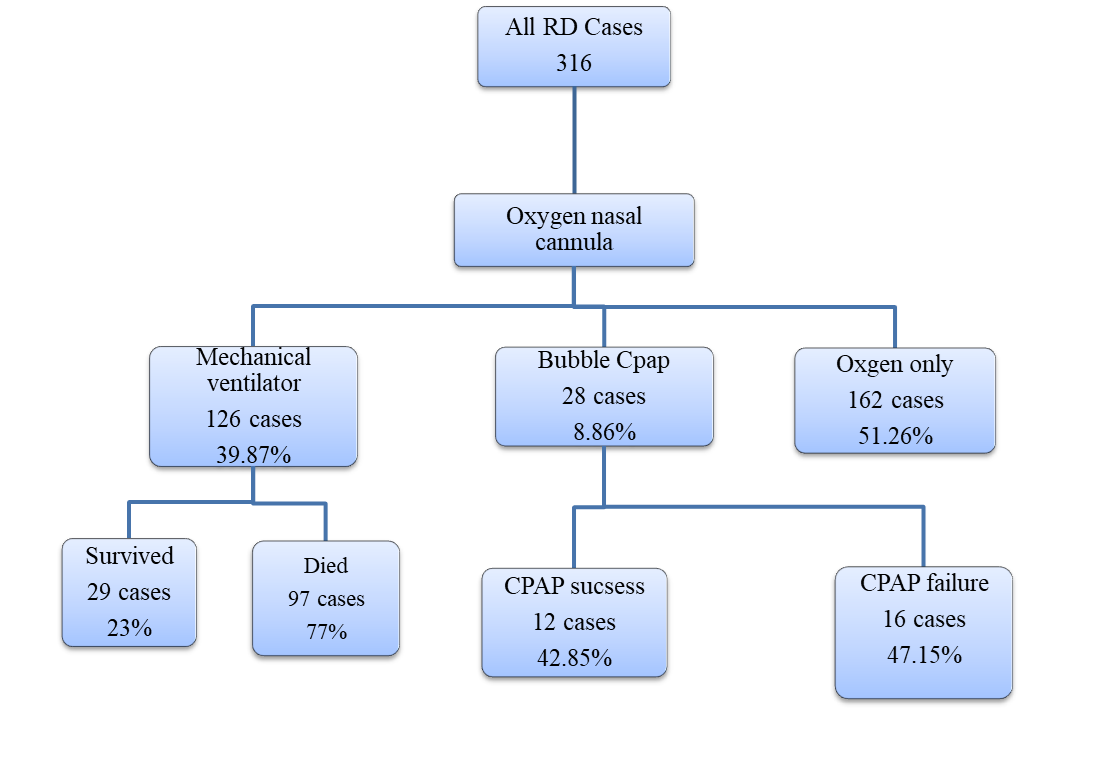 All RD Cases
316
Oxygen nasal
cannula
Mechanical
ventilator
126 cases
39.87%
Bubble Cpap
28 cases
8.86%
Oxgen only
162 cases
51.26%
Survived
29 cases
23%
Died
97 cases
77%
CPAP sucsess
12 cases
42.85%
CPAP failure
16 cases
47.15%